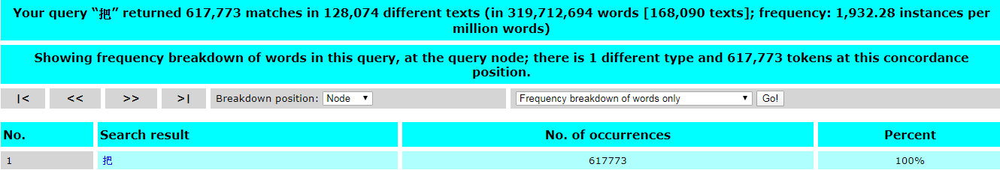 Your query “把” returned 617,773 matches in 128,074 different texts (in 319,712,694 words [168,090 texts]; frequency: 1,932.28 instances per
million words)
Showing frequency breakdown of words in this query, at the query node; there is 1 different type and 617,773 tokens at this concordance
position.
|< << >> >| Breakdown position: Node Frequency breakdown of words only Go!
No. Search result No. of occurrences Percent
1 把 617773 100%